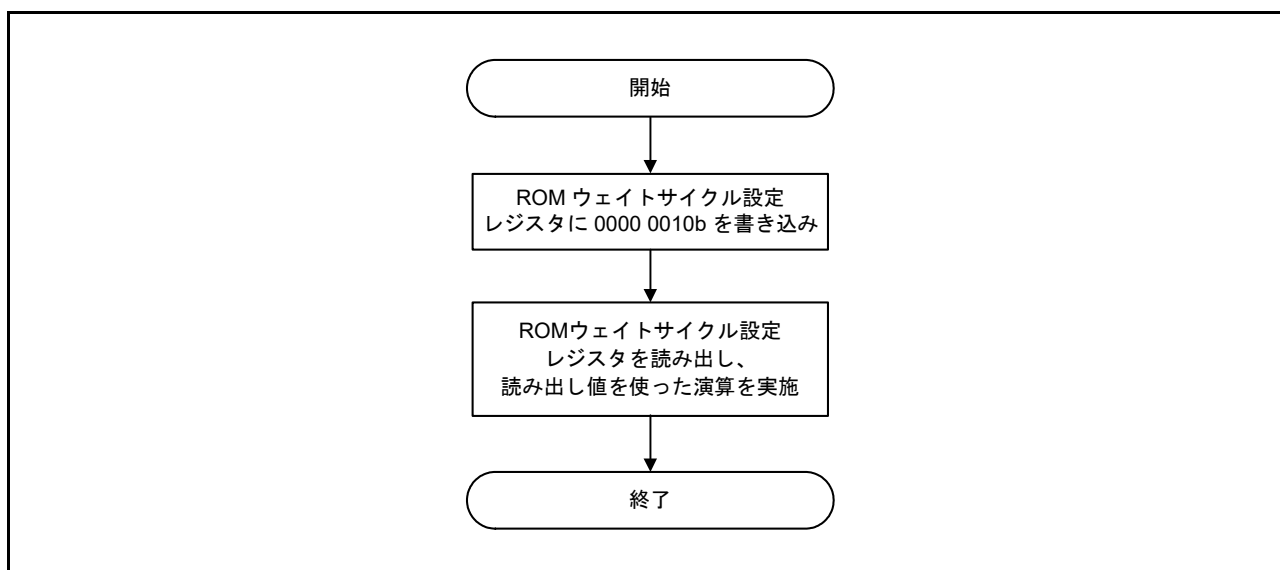 開始
ROM ウェイトサイクル設定
レジスタに 0000 0010b を書き込み
ROMウェイトサイクル設定
レジスタを読み出し、
読み出し値を使った演算を実施
終了